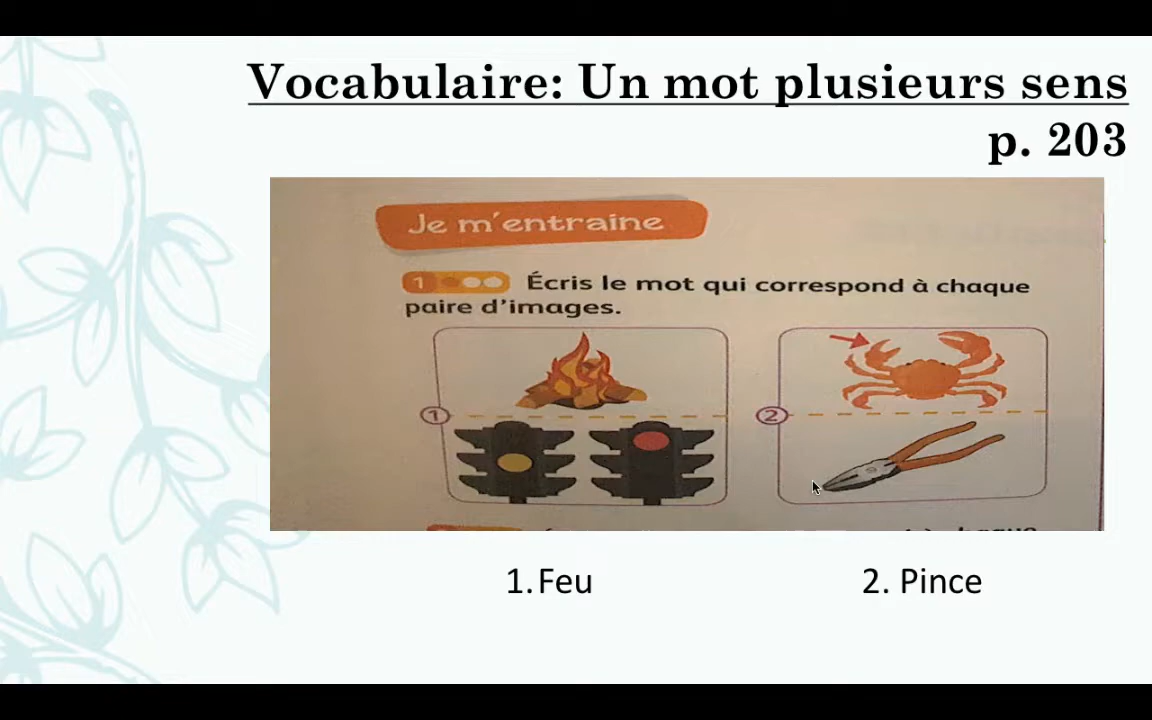 Vocabulaire: Un mot plusieurs sens
p. 203
Je m'entraine
1 Écris le mot qui correspond à chaque
paire d'images.
1
2
1. Feu
2. Pince